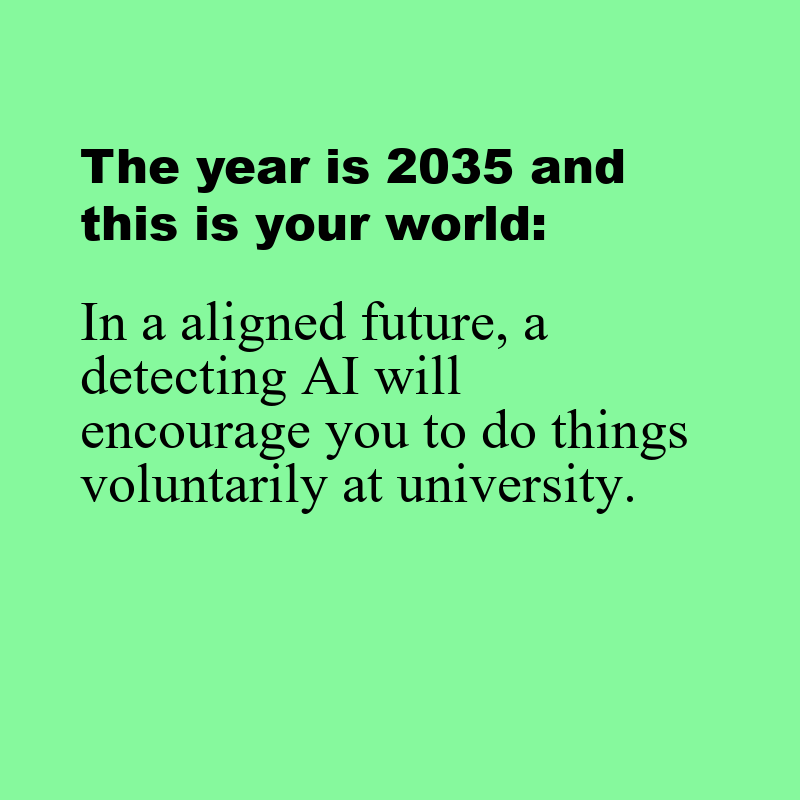 The year is 2035 and
this is your world:
In a aligned future, a
detecting AI will
encourage you to do things
voluntarily at university.